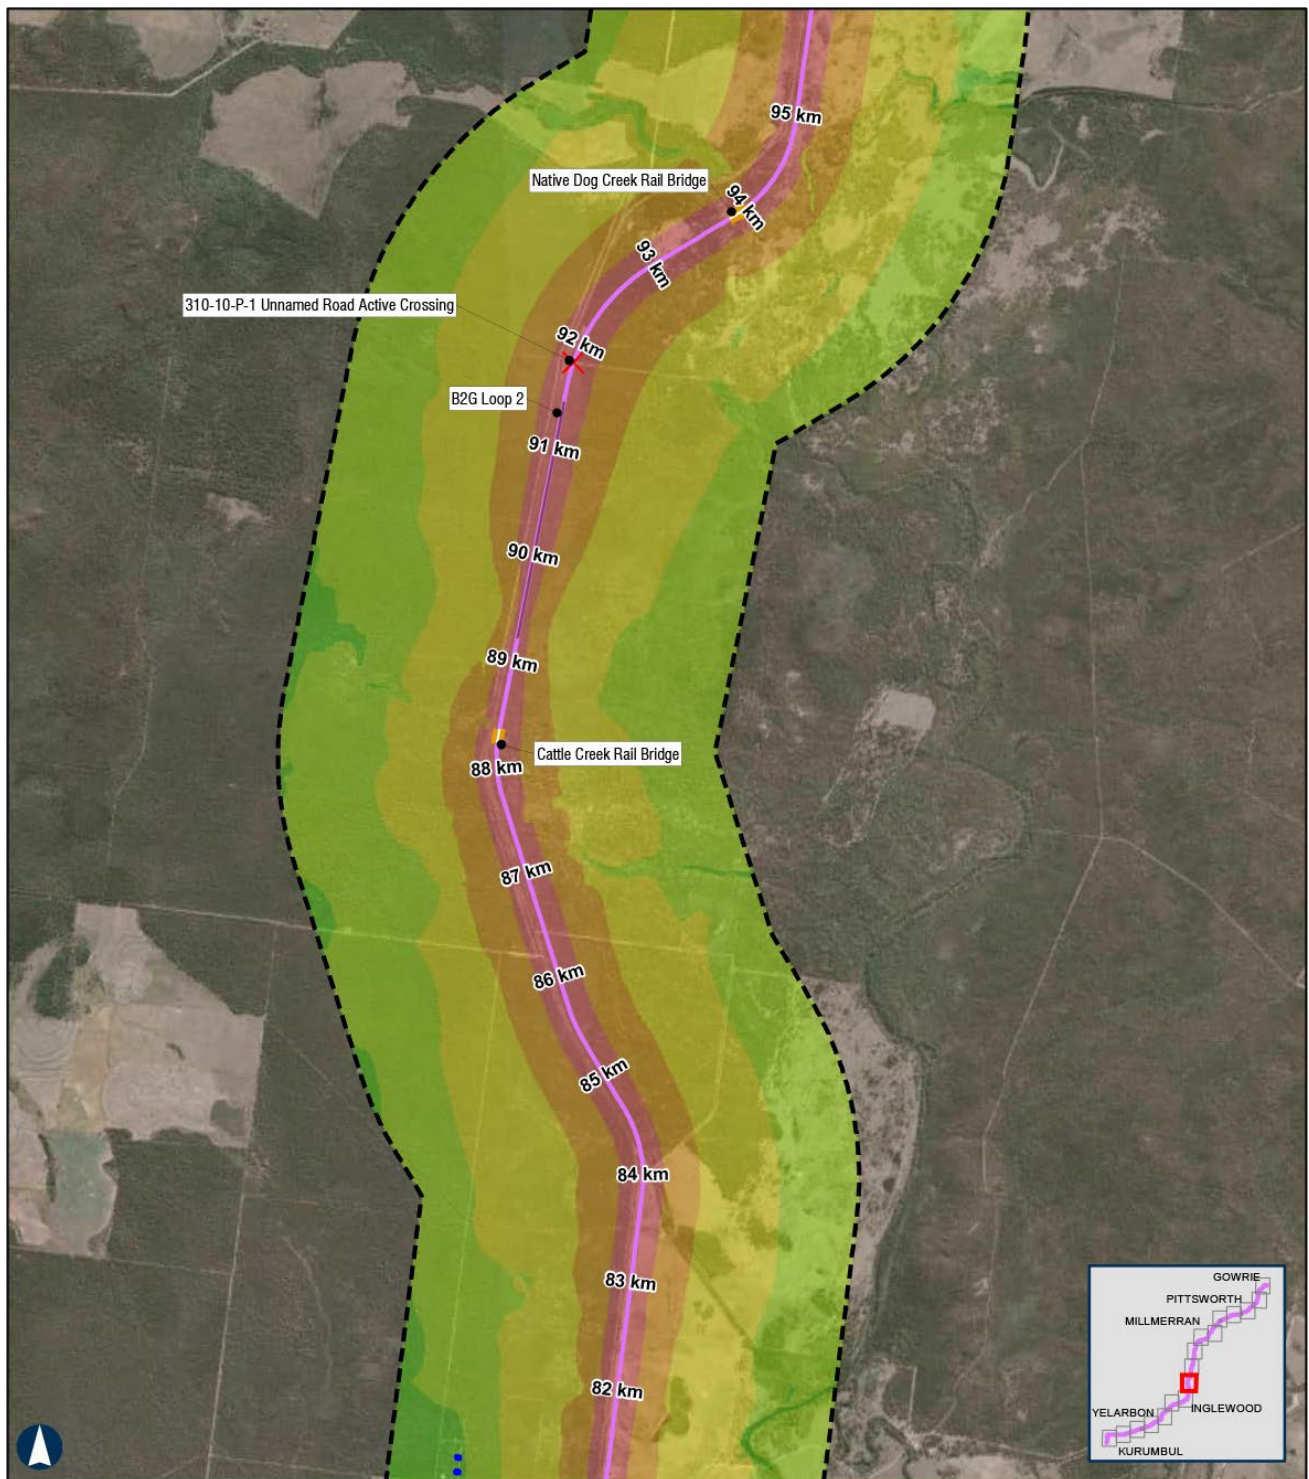 95 km
Native Dog Creek Rail Bridge
94 km
93 km
310-10-P-1 Unnamed Road Active Crossing
92 km
B2G Loop 2
91 km
90 km
89 km
Cattle Creek Rail Bridge
88 km
87 km
86 km
85 km
84 km
83 km
82 km
GOWRIE
PITTSWORTH
MILLMERRAN
YELARBON
INGLEWOOD
KURUMBUL